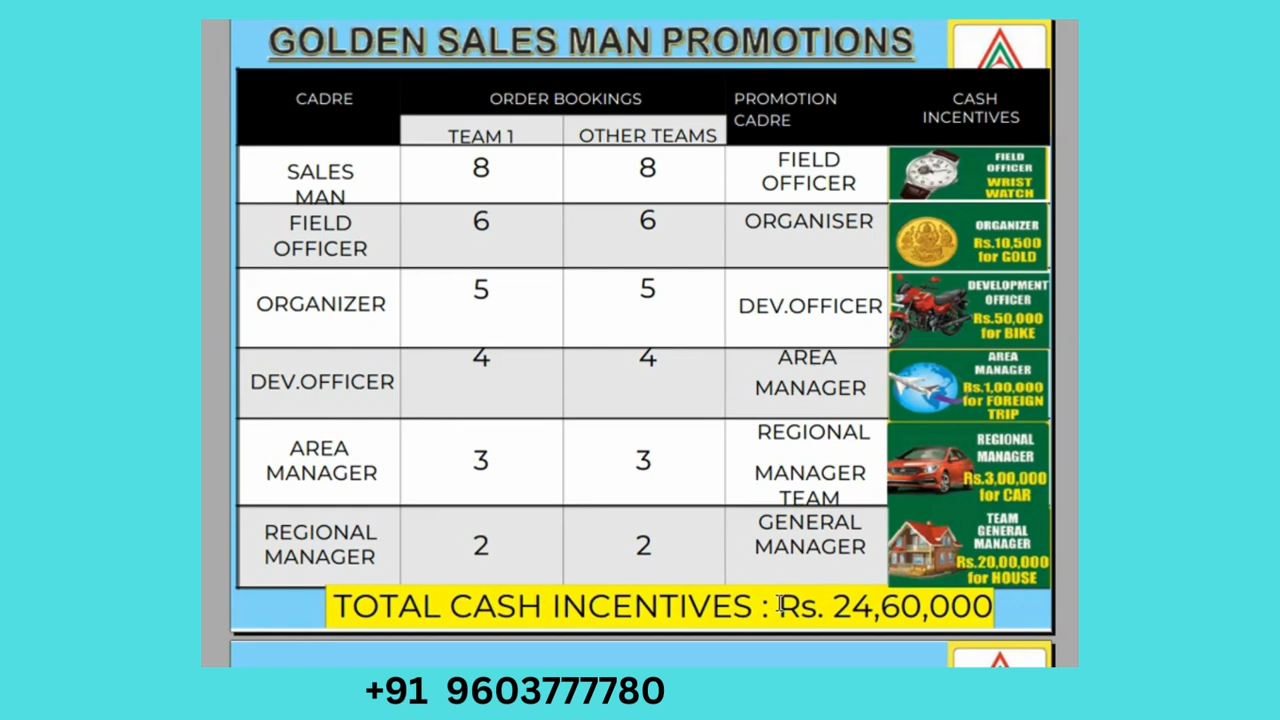 GOLDEN SALES MAN PROMOTIONS
CADRE
ORDER BOOKINGS
PROMOTION
CADRE
CASH
INCENTIVES
TEAM 1
OTHER TEAMS
SALES
MAN
8
8
FIELD
OFFICER
FIELD
OFFICER
WRIST
WATCH
FIELD
OFFICER
6
6
ORGANISER
ORGANIZER
Rs.10,500
for GOLD
ORGANIZER
5
5
DEV.OFFICER
DEVELOPMENT
OFFICER
Rs.50,000
for BIKE
DEV.OFFICER
4
4
AREA
MANAGER
AREA
MANAGER
Rs.1,00,000
for FOREIGN
TRIP
AREA
MANAGER
3
3
REGIONAL
MANAGER
TEAM
REGIONAL
MANAGER
Rs.3,00,000
for CAR
REGIONAL
MANAGER
2
2
GENERAL
MANAGER
TEAM
GENERAL
MANAGER
Rs.20,00,000
for HOUSE
TOTAL CASH INCENTIVES : Rs. 24,60,000
+91 9603777780